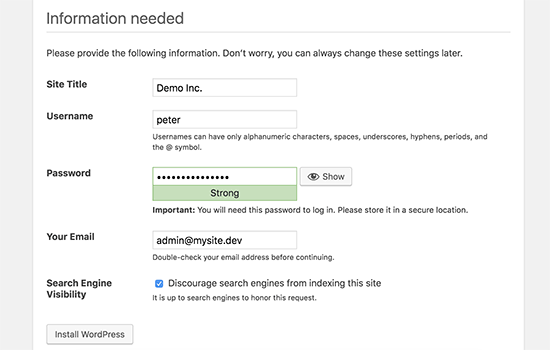 Information needed
Please provide the following information. Don’t worry, you can always change these settings later.
Site Title
Demo Inc.
Username
peter
Usernames can have only alphanumeric characters, spaces, underscores, hyphens, periods, and
the @ symbol.
Password
•••••••••••••••
Show
Strong
Important: You will need this password to log in. Please store it in a secure location.
Your Email
admin@mysite.dev
Double-check your email address before continuing.
Search Engine
Visibility
Discourage search engines from indexing this site
It is up to search engines to honor this request.
Install WordPress